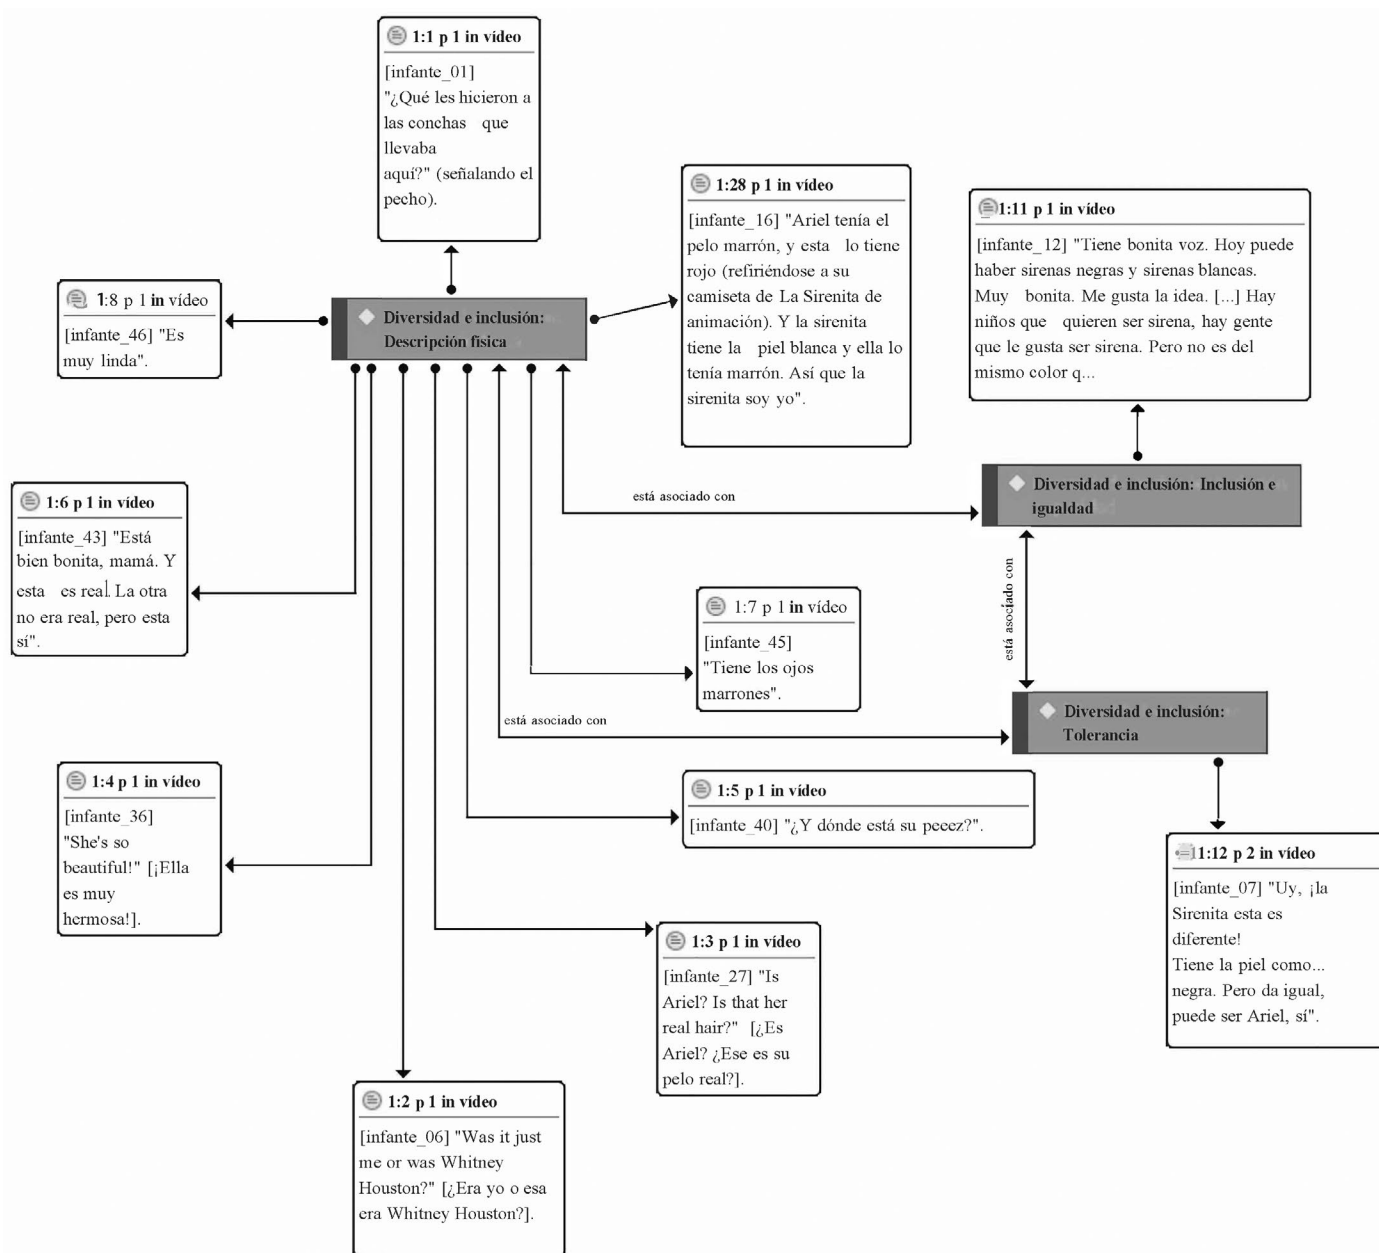 1:1 p 1 in vídeo
[infante_01]
"¿Qué les hicieron a
las conchas que
llevaba
aquí?" (señalando el
pecho).
1:28 p 1 in vídeo
[infante_16] "Ariel tenía el
pelo marrón, y esta lo tiene
rojo (refiriéndose a su
camiseta de La Sirenita de
animación). Y la sirenita
tiene la piel blanca y ella lo
tenía marrón. Así que la
sirenita soy yo".
1:11 p 1 in vídeo
[infante_12] "Tiene bonita voz. Hoy puede
haber sirenas negras y sirenas blancas.
Muy bonita. Me gusta la idea. [...] Hay
niños que quieren ser sirena, hay gente
que le gusta ser sirena. Pero no es del
mismo color q...
1:8 p 1 in vídeo
[infante_46] "Es
muy linda".
Diversidad e inclusión:
Descripción física
Diversidad e inclusión: Inclusión e
igualdad
está asociado con
1:6 p 1 in vídeo
[infante_43] "Está
bien bonita, mamá. Y
esta es real. La otra
no era real, pero esta
sí".
está asociado con
1:7 p 1 in vídeo
[infante_45]
"Tiene los ojos
marrones".
está asociado con
Diversidad e inclusión:
Tolerancia
1:4 p 1 in vídeo
[infante_36]
"She's so
beautiful!" [¡Ella
es muy
hermosa!].
1:5 p 1 in vídeo
[infante_40] "¿Y dónde está su peeez?".
1:12 p 2 in vídeo
[infante_07] "Uy, ¡la
Sirenita esta es
diferente!
Tiene la piel como...
negra. Pero da igual,
puede ser Ariel, sí".
1:3 p 1 in vídeo
[infante_27] "Is
Ariel? Is that her
real hair?" [¿Es
Ariel? ¿Ese es su
pelo real?].
1:2 p 1 in vídeo
[infante_06] "Was it just
me or was Whitney
Houston?" [¿Era yo o esa
era Whitney Houston?].